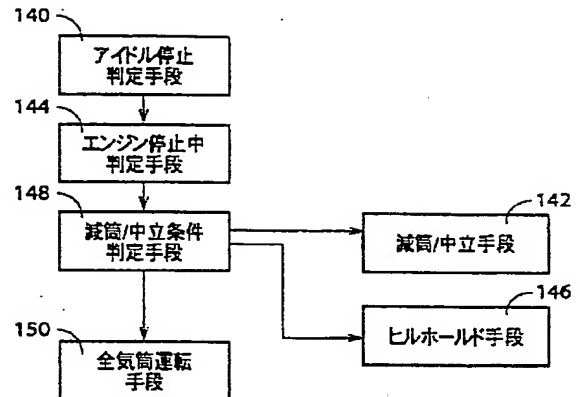 140
アイドル停止
判定手段
144
エンジン停止中
判定手段
148
減筒/中立条件
判定手段
142
減筒/中立手段
146
ヒルホールド手段
150
全気筒運転
手段